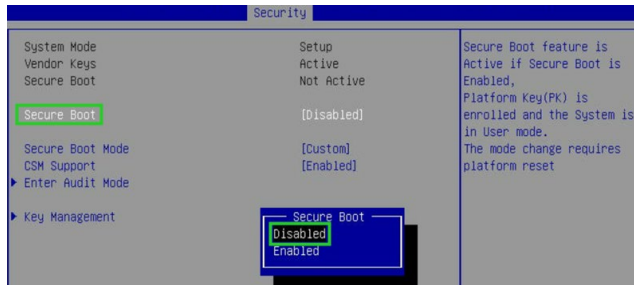 Security
System Mode Setup
Vendor Keys Active
Secure Boot Not Active
Secure Boot [Disabled]
Secure Boot Mode [Custom]
CSM Support [Enabled]
Enter Audit Mode
Key Management
Secure Boot
Disabled
Enabled
Secure Boot feature is
Active if Secure Boot is
Enabled,
Platform Key(PK) is
enrolled and the System is
in User mode.
The mode change requires
platform reset